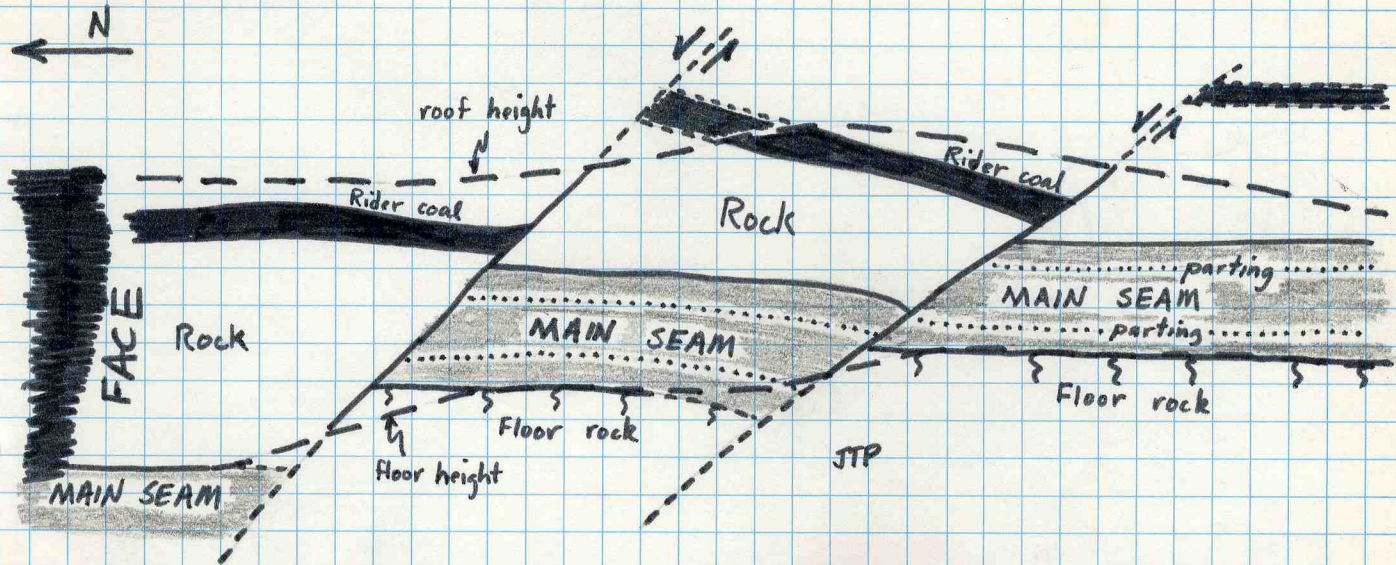 N
roof height
Rider coal
Rider coal
Rock
parting
MAIN SEAM
parting
FACE
Rock
MAIN SEAM
Floor rock
Floor rock
floor height
JTP
MAIN SEAM